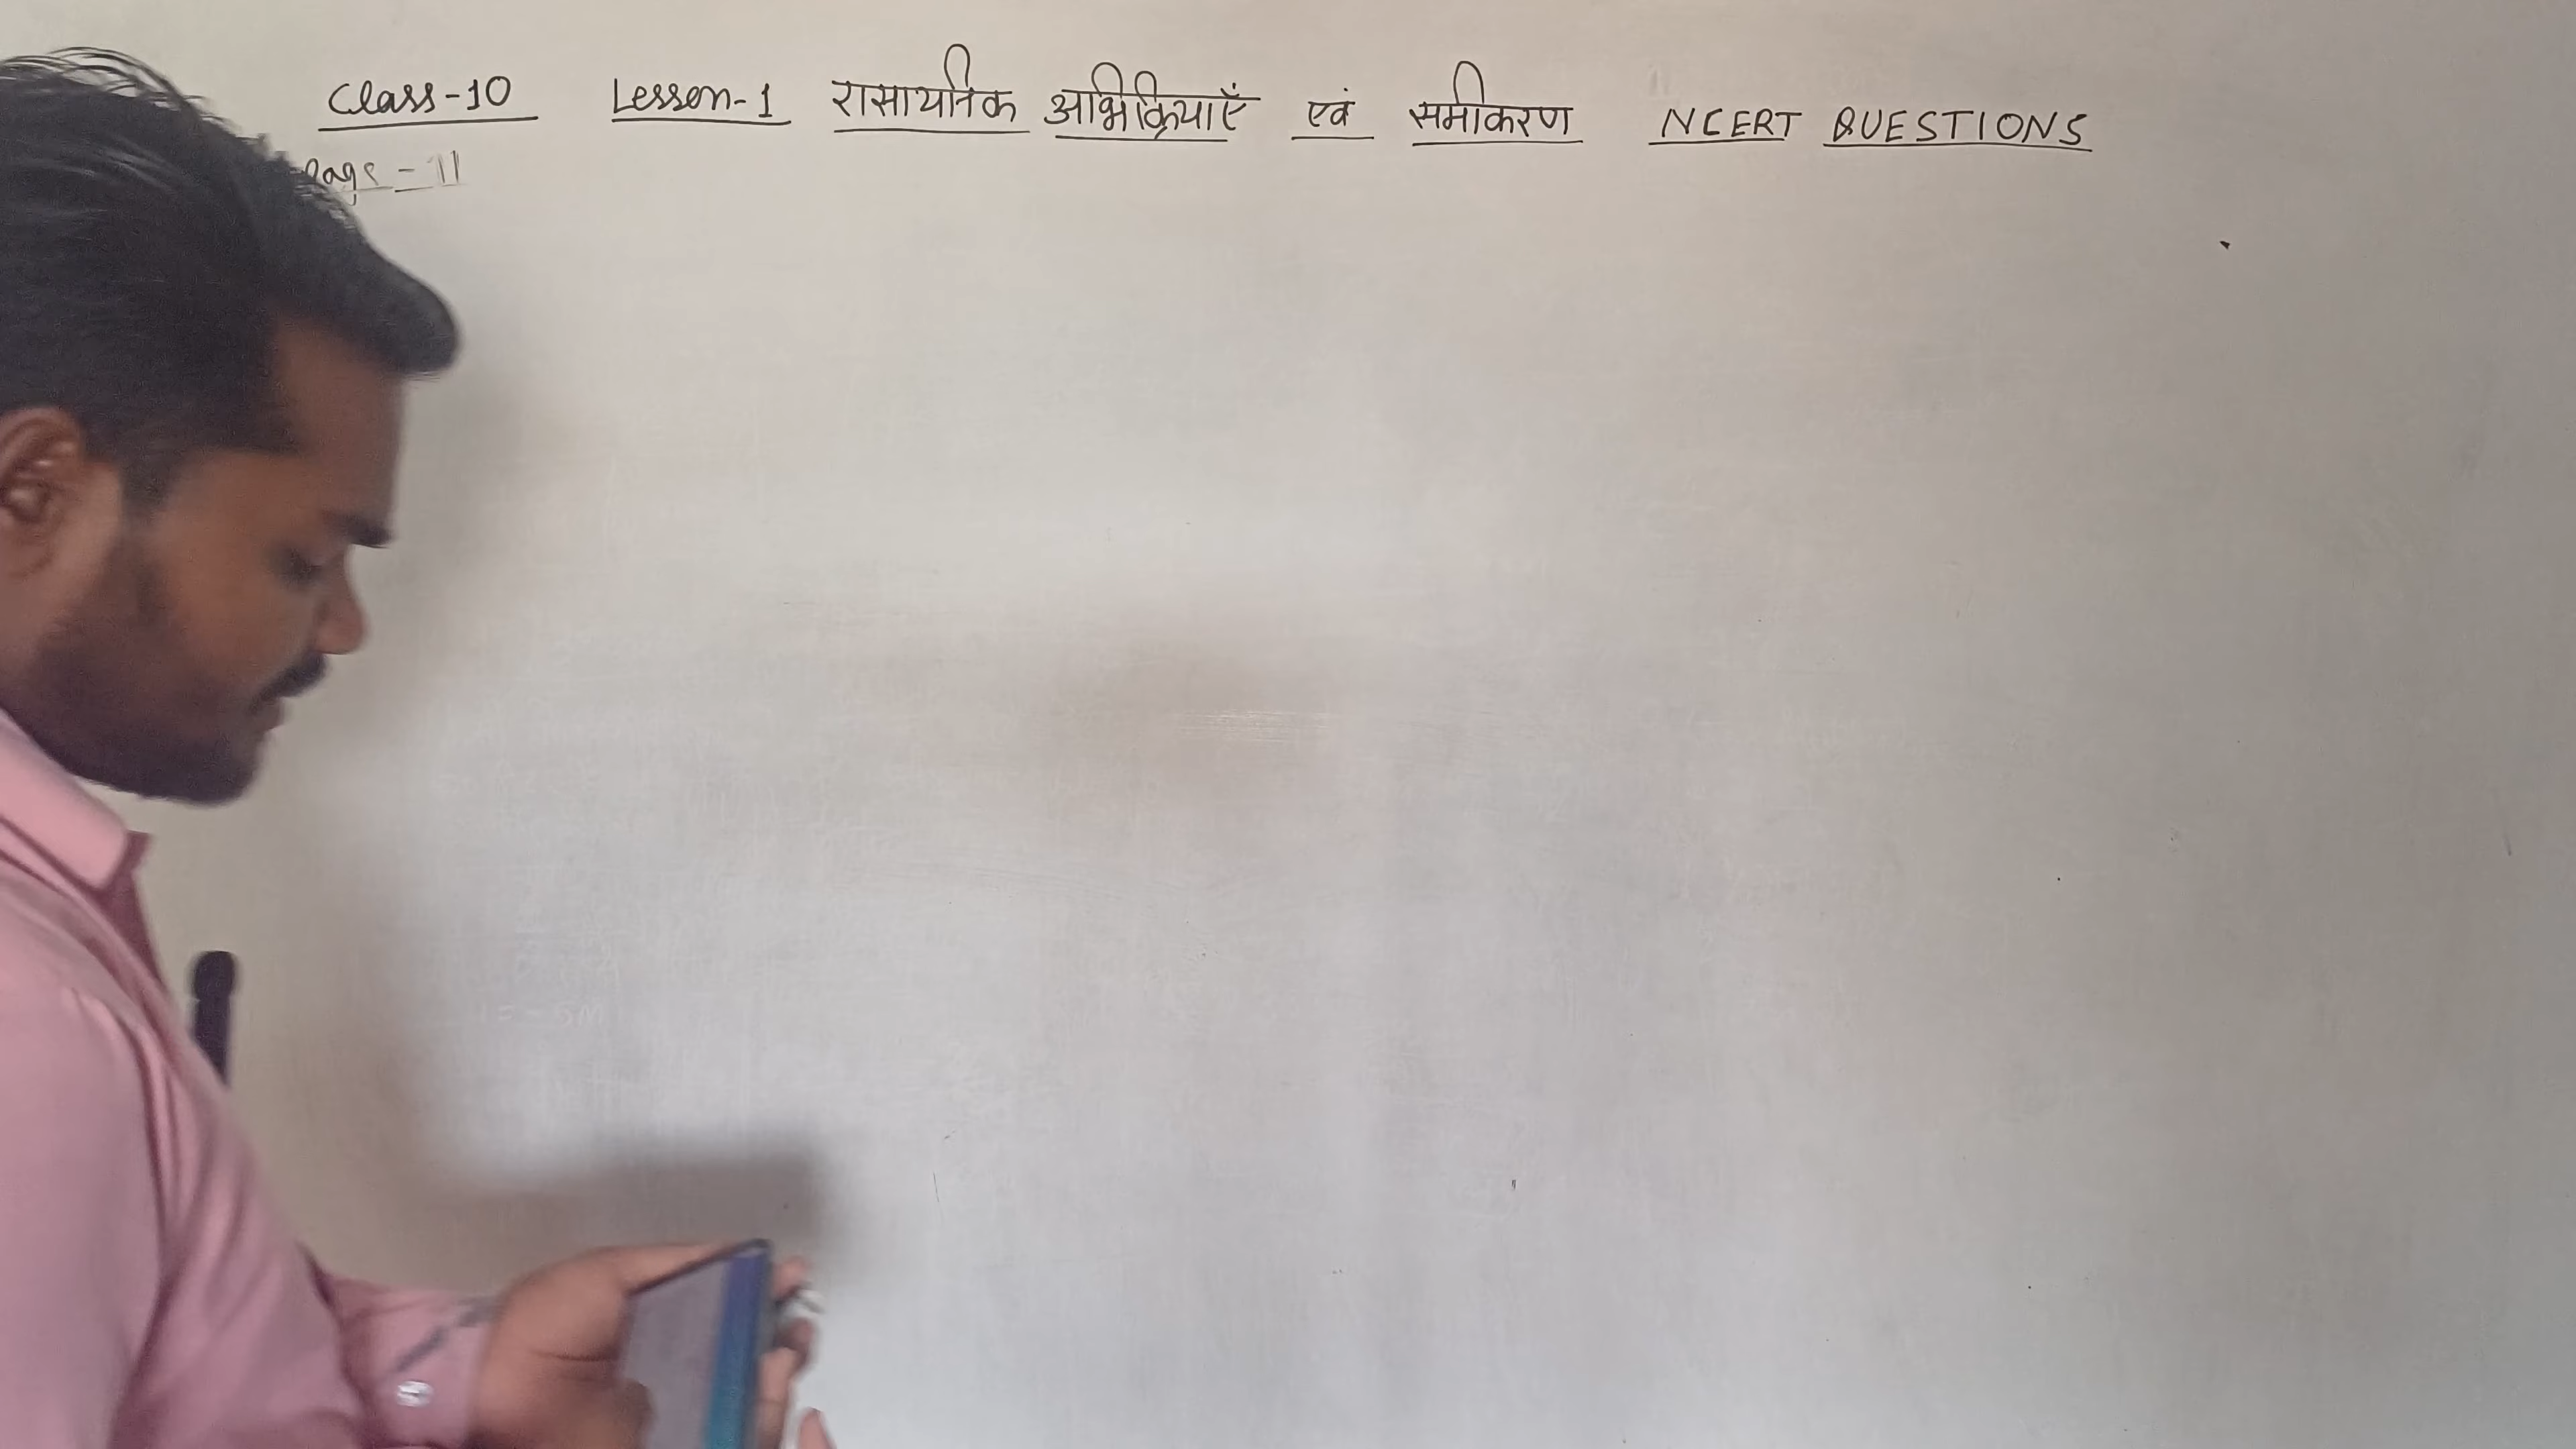 Class-10 Lesson-1 रासायनिक अभिक्रियाएँ एवं समीकरण NCERT QUESTIONS
Page - 11